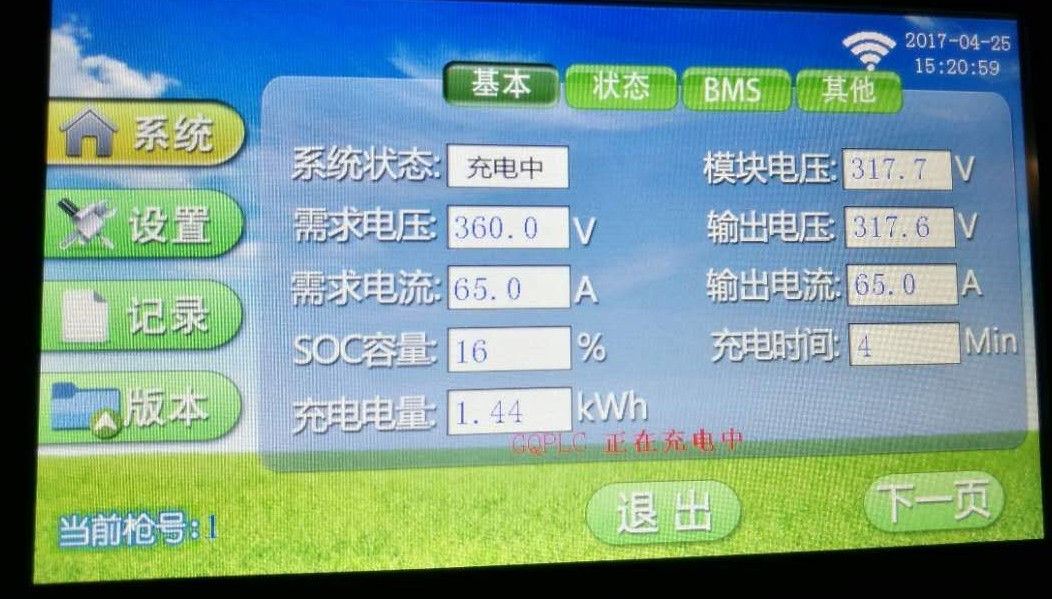 2017-04-25
15:20:59
基本 状态 BMS 其他
系统
设置
记录
版本
系统状态: 充电中 模块电压: 317.7 V
需求电压: 360.0 V 输出电压: 317.6 V
需求电流: 65.0 A 输出电流: 65.0 A
SOC容量: 16 % 充电时间: 4 Min
充电电量: 1.44 kWh
GQPLC 正在充电中
当前枪号:1
退出
下一页